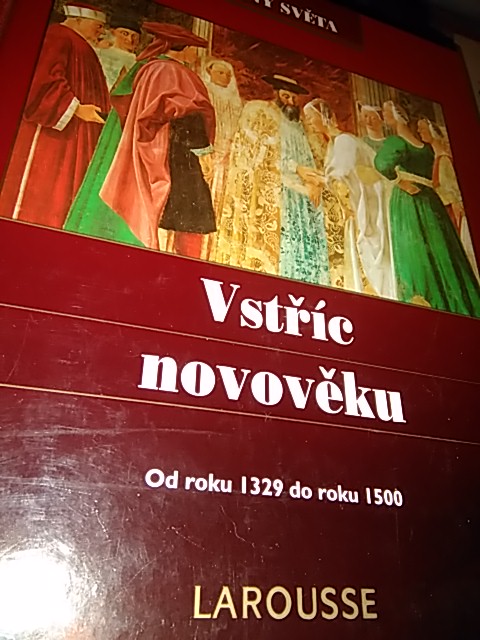 SVĚTA
Vstříc
novověku
Od roku 1329 do roku 1500
LAROUSSE